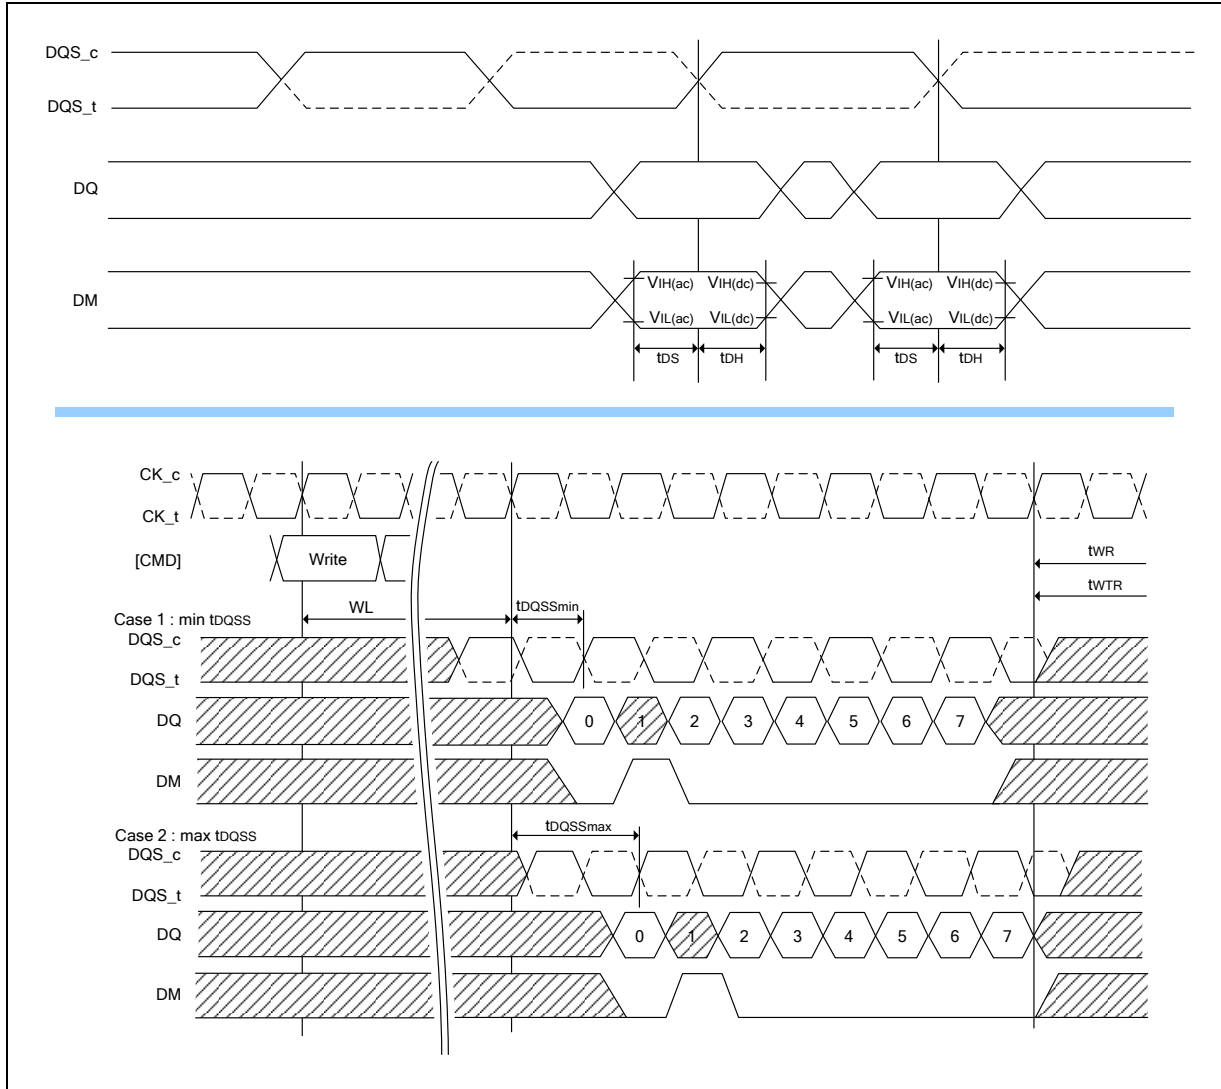 DQS_c
DQS_t
DQ
DM
VIH(ac) VIH(dc) VIH(ac) VIH(dc)
VIL(ac) VIL(dc) VIL(ac) VIL(dc)
tDS tDH tDS tDH
CK_c
CK_t
[CMD] Write
tWR
tWTR
WL tDQSSmin
Case 1 : min tDQSS
DQS_c
DQS_t
DQ 0 1 2 3 4 5 6 7
DM
tDQSSmax
Case 2 : max tDQSS
DQS_c
DQS_t
DQ 0 1 2 3 4 5 6 7
DM